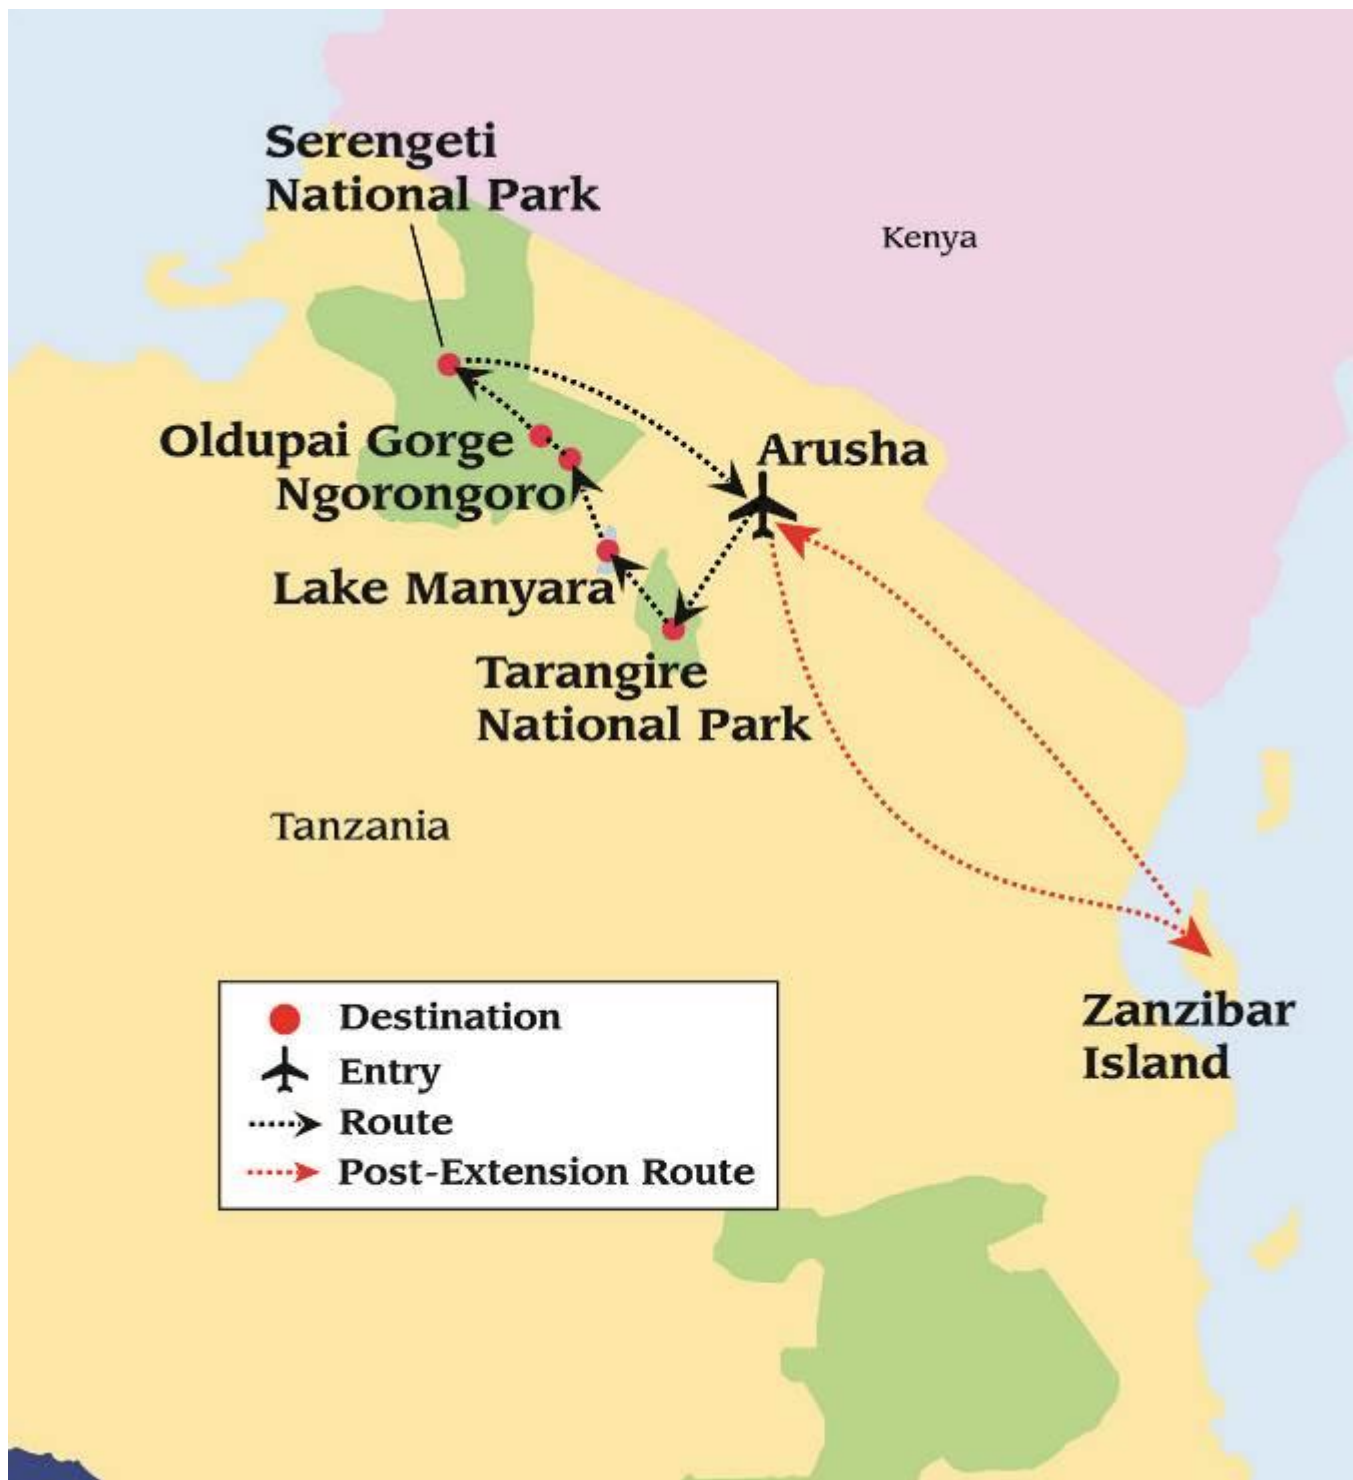 Serengeti
National Park
Kenya
Oldupai Gorge
Arusha
Ngorongoro
Lake Manyara
Tarangire
National Park
Tanzania
Zanzibar
Island
Destination
Entry
Route
Post-Extension Route